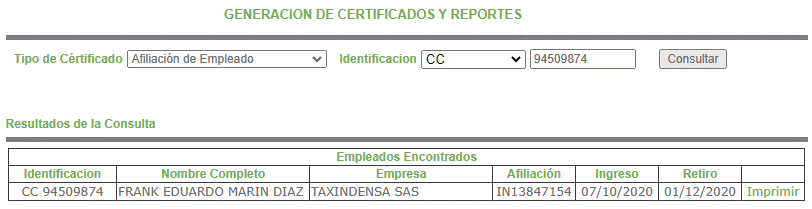 GENERACION DE CERTIFICADOS Y REPORTES
Tipo de Cértificado Afiliación de Empleado Identificacion CC 94509874 Consultar
Resultados de la Consulta
Empleados Encontrados
Identificacion Nombre Completo Empresa Afiliación Ingreso Retiro
CC 94509874 FRANK EDUARDO MARIN DIAZ TAXINDENSA SAS IN13847154 07/10/2020 01/12/2020 Imprimir